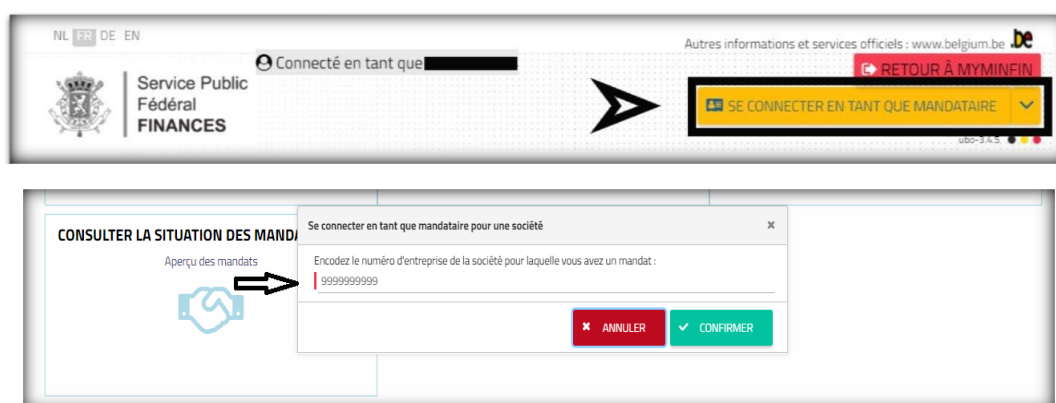 NL FR DE EN
Autres informations et services officiels : www.belgium.be .be
Connecté en tant que
RETOUR À MYMINFIN
Service Public
Fédéral
FINANCES
SE CONNECTER EN TANT QUE MANDATAIRE
ubo-3.4.5.
CONSULTER LA SITUATION DES MANDA
Aperçu des mandats
Se connecter en tant que mandataire pour une société
Encodez le numéro d'entreprise de la société pour laquelle vous avez un mandat :
9999999999
ANNULER
CONFIRMER